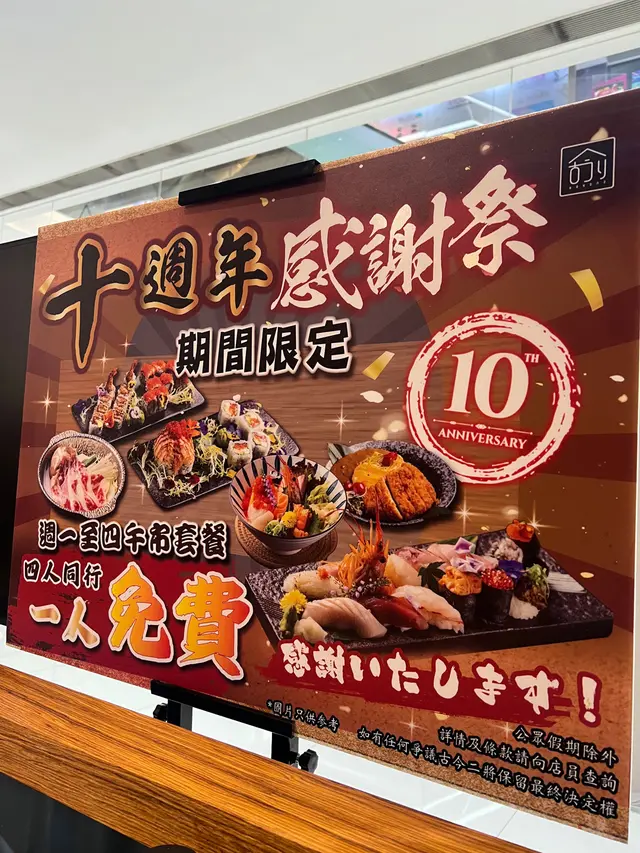 十週年感謝祭
期間限定
10TH
ANNIVERSARY
週一至四午市套餐
四人同行
一人免費
感謝いたします！
*圖片只供參考
公眾假期除外
詳情及條款請向店員查詢
如有任何爭議古今二將保留最終決定權